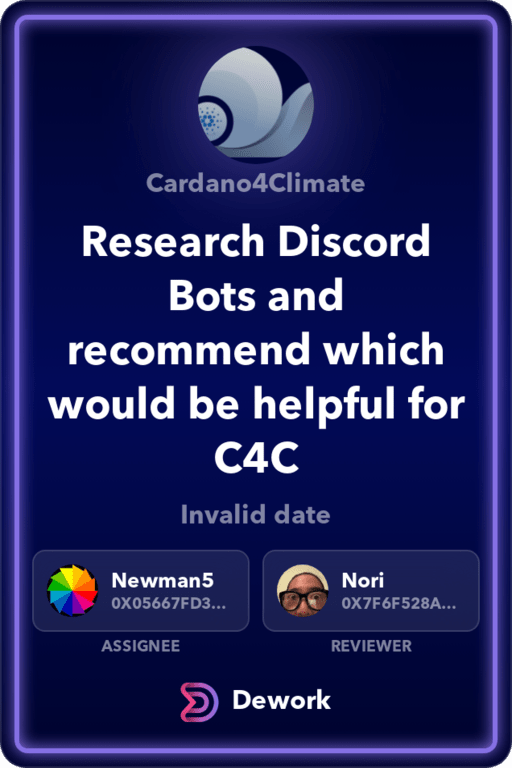 Cardano4Climate
Research Discord
Bots and
recommend which
would be helpful for
C4C
Invalid date
Newman5
0X05667FD3...
ASSIGNEE
Nori
0X7F6F528A...
REVIEWER
Dework